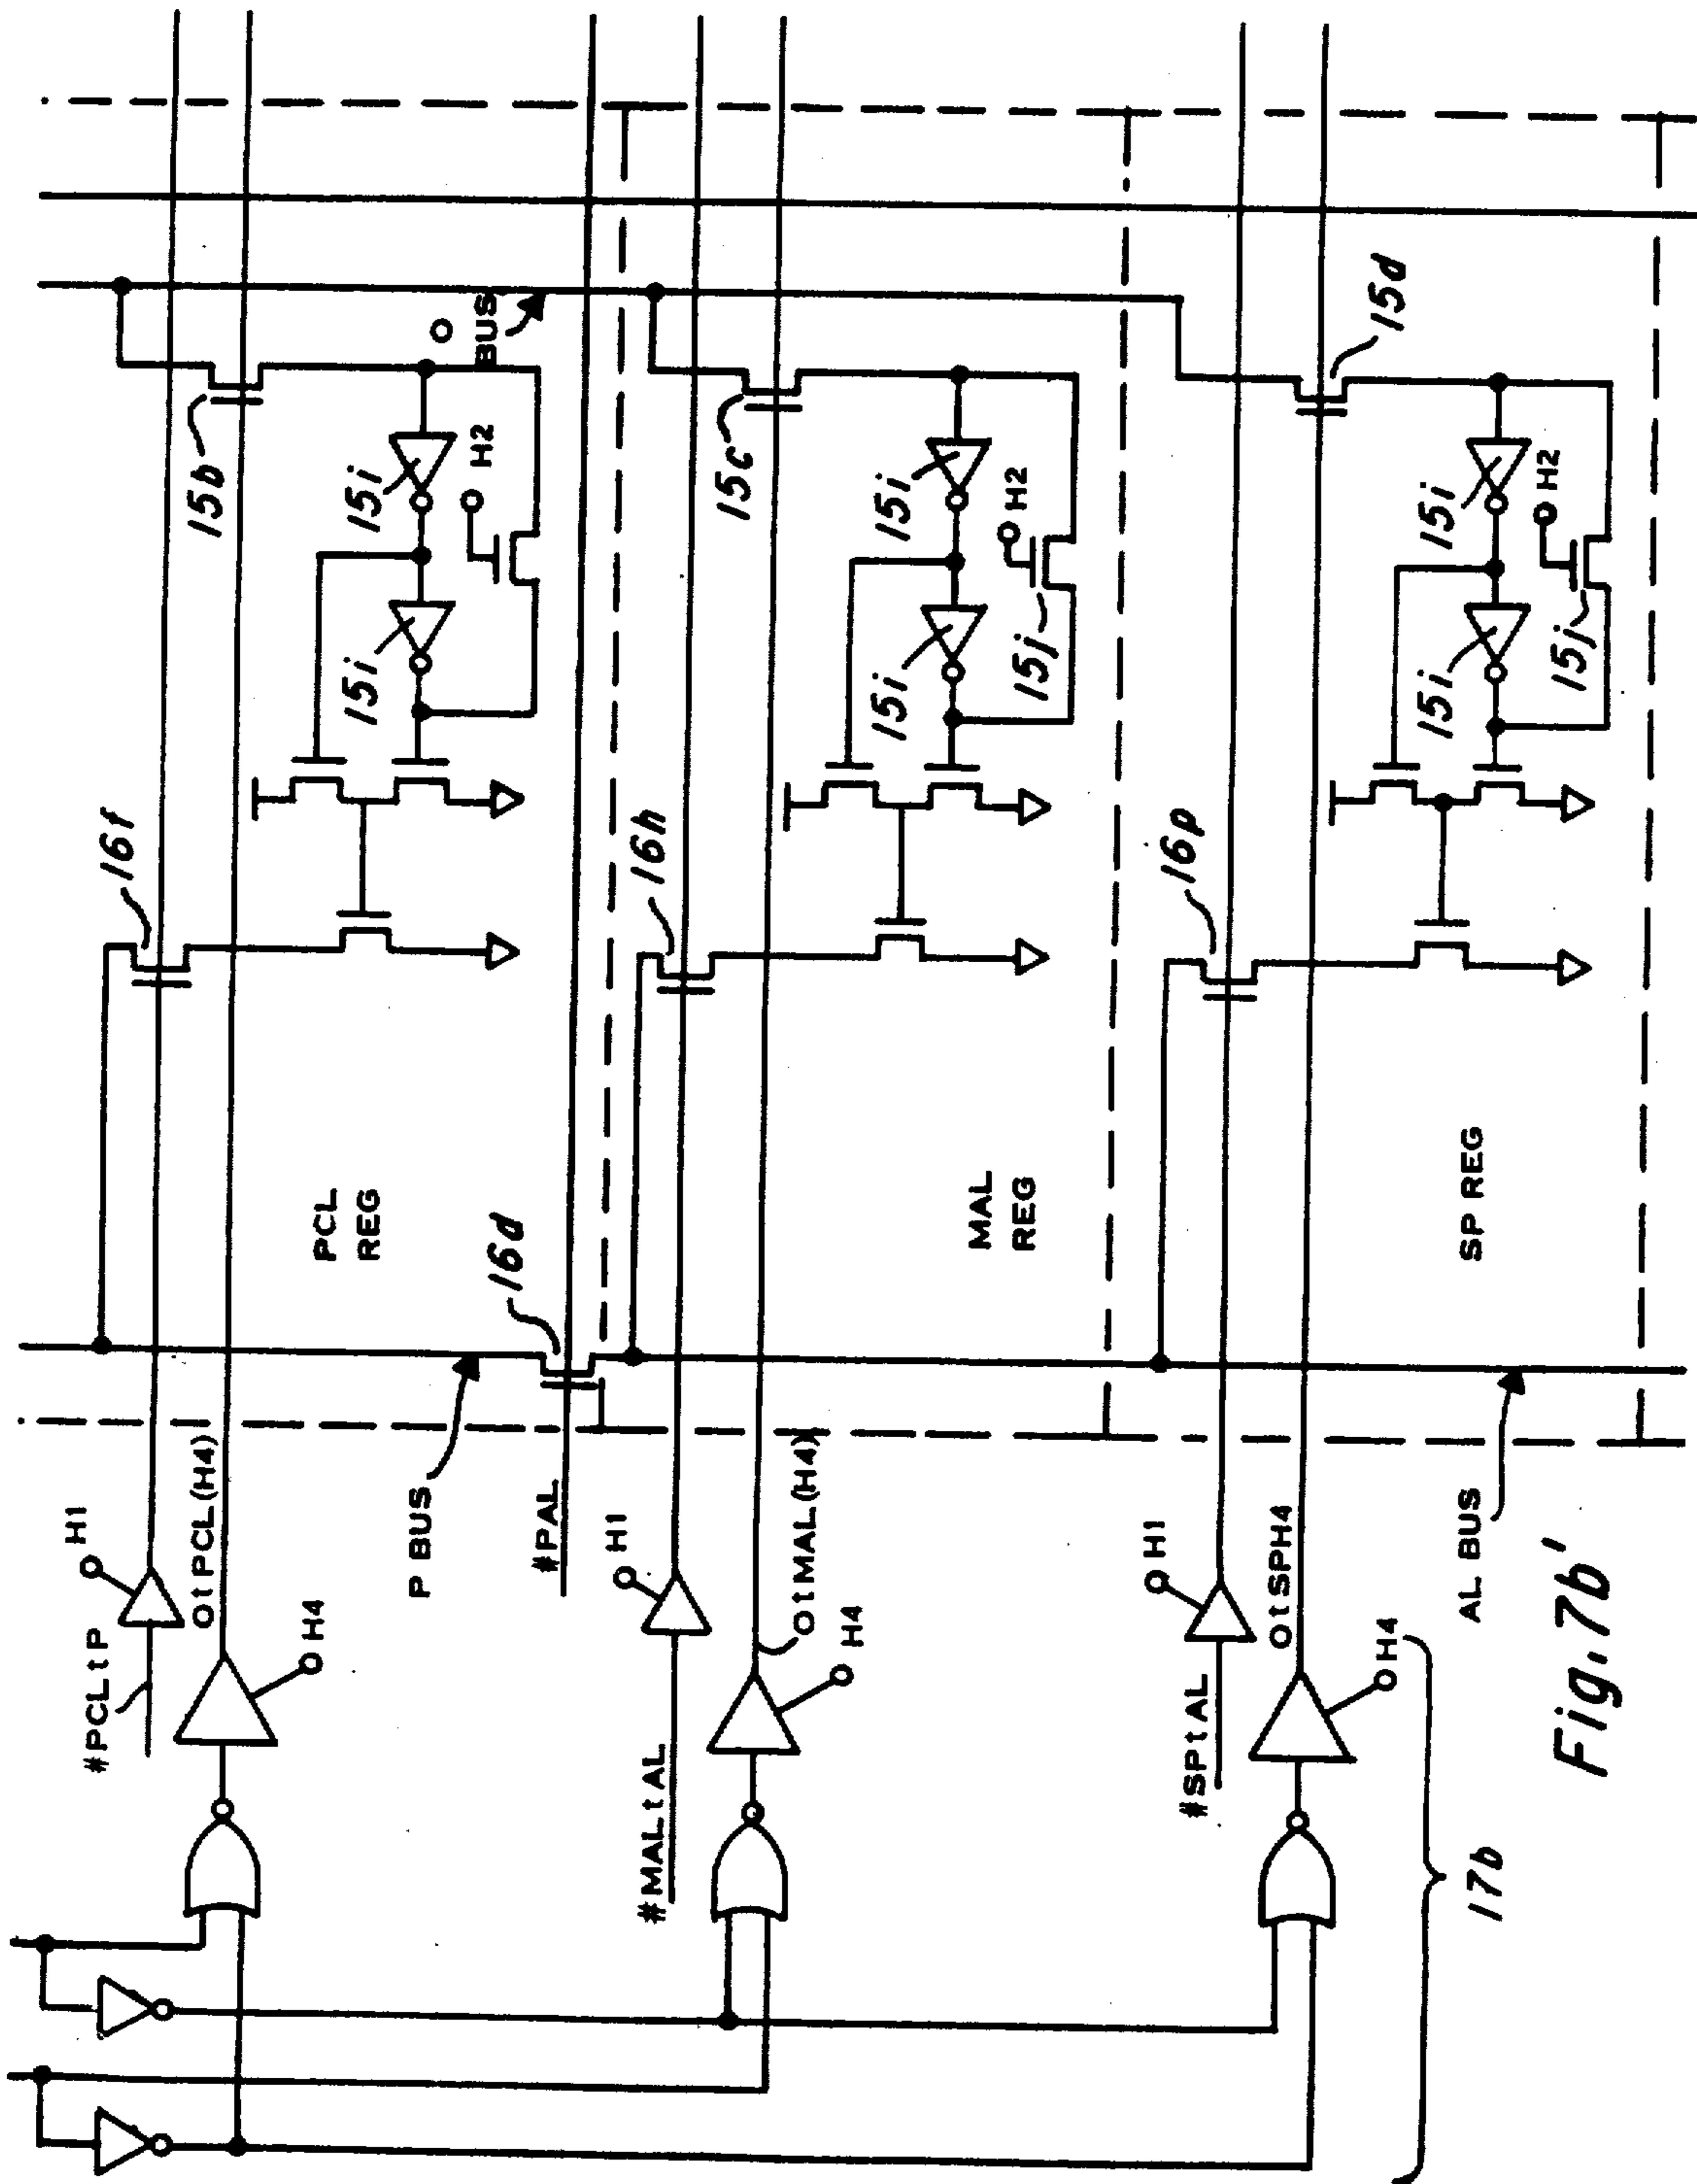 #PCLtP
H1
OtPCL(H4)
H4
P BUS
#PAL
16d
PCL
REG
16f
15i
15i
H2
15b
O
BUS
#MALtAL
H1
OtMAL(H4)
H4
MAL
REG
16h
15i
15i
15j
H2
15c
#SPtAL
H1
OtSPH4
H4
AL BUS
SP REG
16p
15i
15i
15j
H2
15d
17b
Fig.7b'